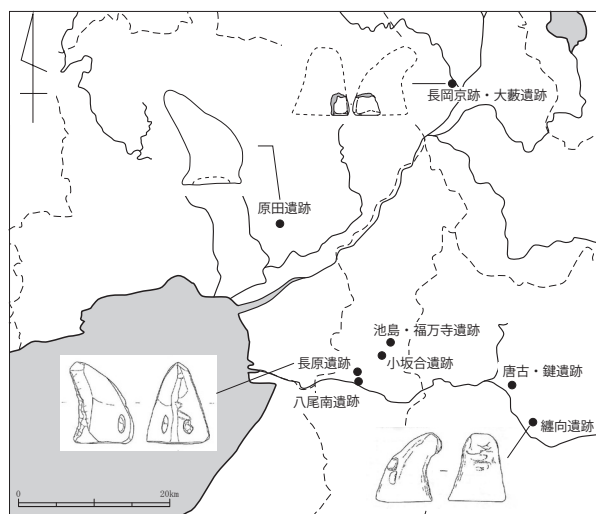 長岡京跡・大藪遺跡
原田遺跡
池島・福万寺遺跡
長原遺跡
小坂合遺跡
八尾南遺跡
唐古・鍵遺跡
纏向遺跡
0
20km